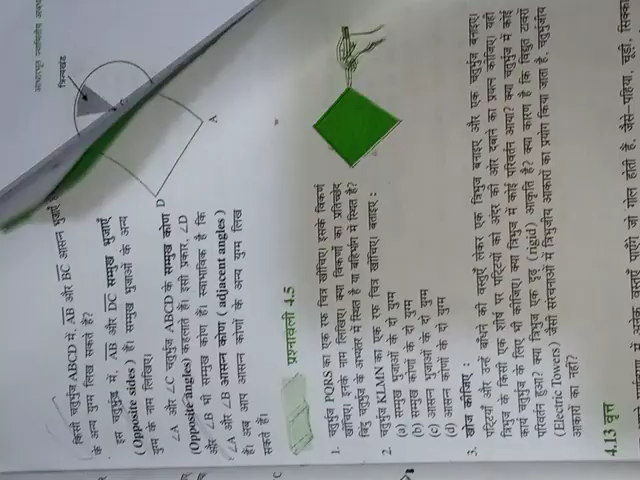 आधारभूत ज्यामितीय
त्रिज्यखंड
किसी चतुर्भुज ABCD में, AB और BC आसन्न भुजाएँ
के अन्य युग्म लिख सकते हैं?
इस चतुर्भुज में, AB और DC सम्मुख भुजाएँ
(Opposite sides) हैं। सम्मुख भुजाओं के अन्य
युग्म के नाम लिखिए।
∠A और ∠C चतुर्भुज ABCD के सम्मुख कोण
(Opposite angles) कहलाता हैं। इसी प्रकार, ∠D
और ∠B भी सम्मुख कोण हैं। स्वाभाविक है कि
∠A और ∠B आसन्न कोण (adjacent angles)
हैं। अब आप आसन्न कोणों के अन्य युग्म लिख
सकते हैं।
D
A
C
प्रश्नावली 4.5
1. चतुर्भुज PQRS का एक रफ चित्र खींचिए। इसके विकर्ण
खींचिए। इनके नाम लिखिए। क्या विकर्णों का प्रतिच्छेद
बिंदु चतुर्भुज के अभ्यंतर में स्थित है या बहिर्भाग में स्थित है?
2. चतुर्भुज KLMN का एक रफ चित्र खींचिए। बताइए :
(a) सम्मुख भुजाओं के दो युग्म
(b) सम्मुख कोणों के दो युग्म
(c) आसन्न भुजाओं के दो युग्म
(d) आसन्न कोणों के दो युग्म
3. खोज कीजिए :
पट्टियाँ और उन्हें बाँधने की वस्तुएँ लेकर एक त्रिभुज बनाइए और एक चतुर्भुज बनाइए।
त्रिभुज के किसी एक शीर्ष पर पट्टियों को अंदर की ओर दबाने का प्रयत्न कीजिए। यही
कार्य चतुर्भुज के लिए भी कीजिए। क्या त्रिभुज में कोई परिवर्तन आया? क्या चतुर्भुज में कोई
परिवर्तन हुआ? क्या त्रिभुज एक दृढ़ (rigid) आकृति है? क्या कारण है कि विद्युत टावरों
(Electric Towers) जैसी संरचनाओं में त्रिभुजीय आकारों का प्रयोग किया जाता है, चतुर्भुजीय
आकारों का नहीं?
4.13 वृत्त
अनेक वस्तुएँ पाएँगे जो गोल होती हैं, जैसे पहिया, चूड़ी, सिक्का